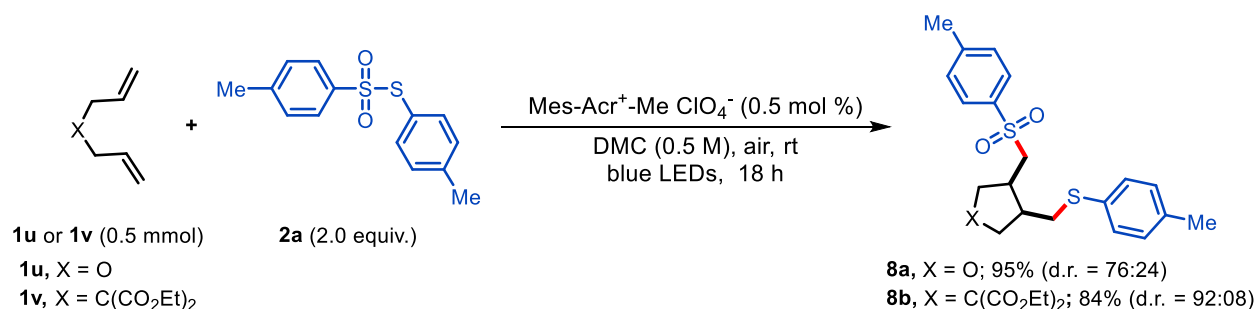 Me
O
Me
S
S
O
Me
X
+
Mes-Acr⁺-Me ClO₄⁻ (0.5 mol %)
DMC (0.5 M), air, rt
blue LEDs, 18 h
S
O
O
S
Me
X
1u or 1v (0.5 mmol)
2a (2.0 equiv.)
1u, X = O
1v, X = C(CO₂Et)₂
8a, X = O; 95% (d.r. = 76:24)
8b, X = C(CO₂Et)₂; 84% (d.r. = 92:08)